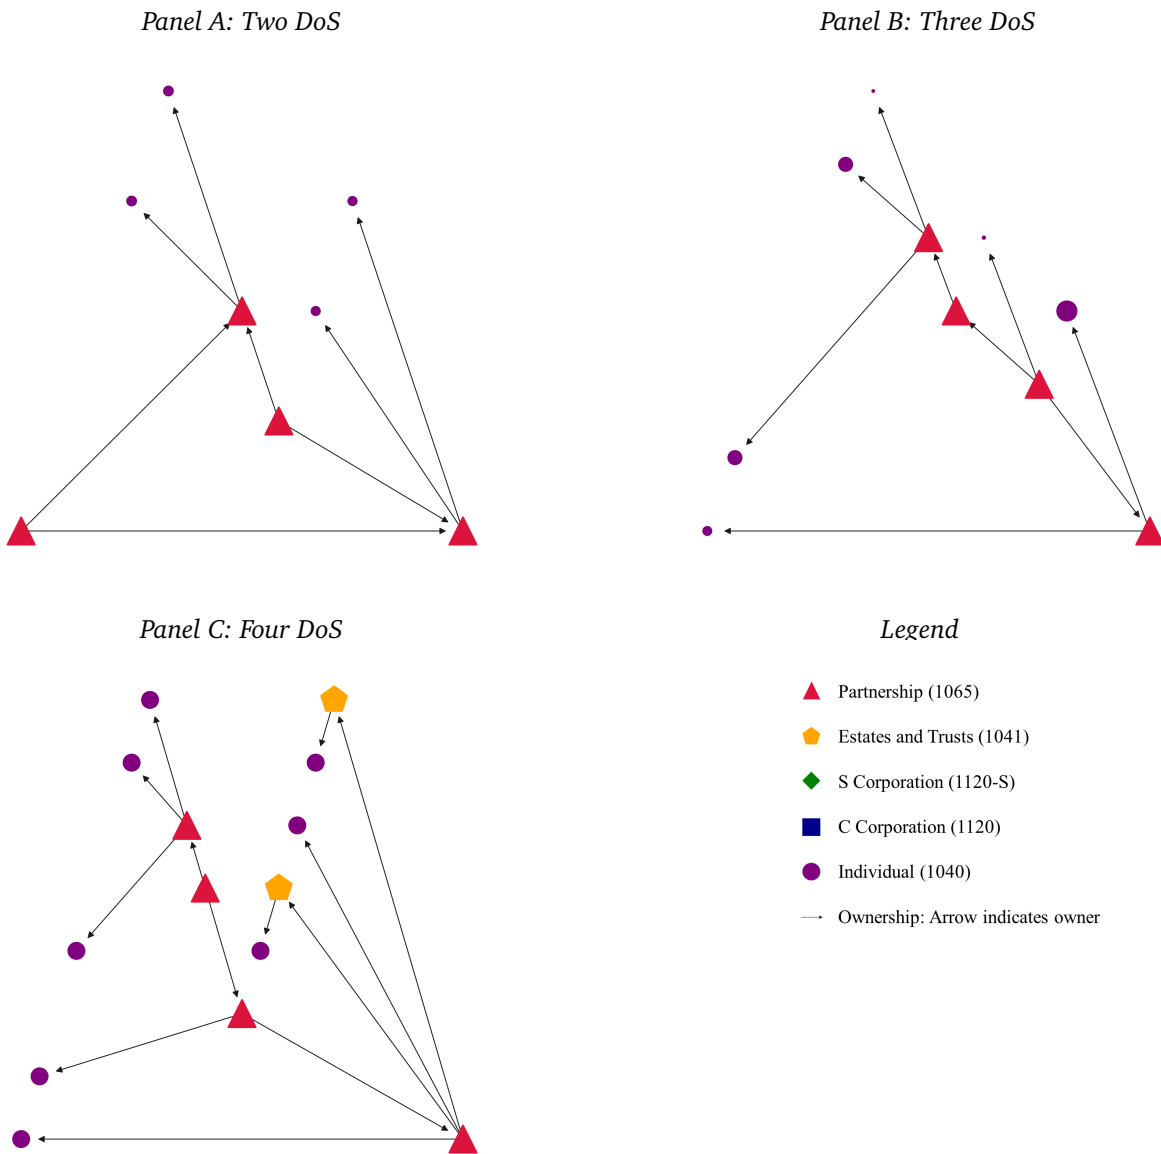 Panel A: Two DoS
Panel B: Three DoS
Panel C: Four DoS
Legend
Partnership (1065)
Estates and Trusts (1041)
S Corporation (1120-S)
C Corporation (1120)
Individual (1040)
Ownership: Arrow indicates owner